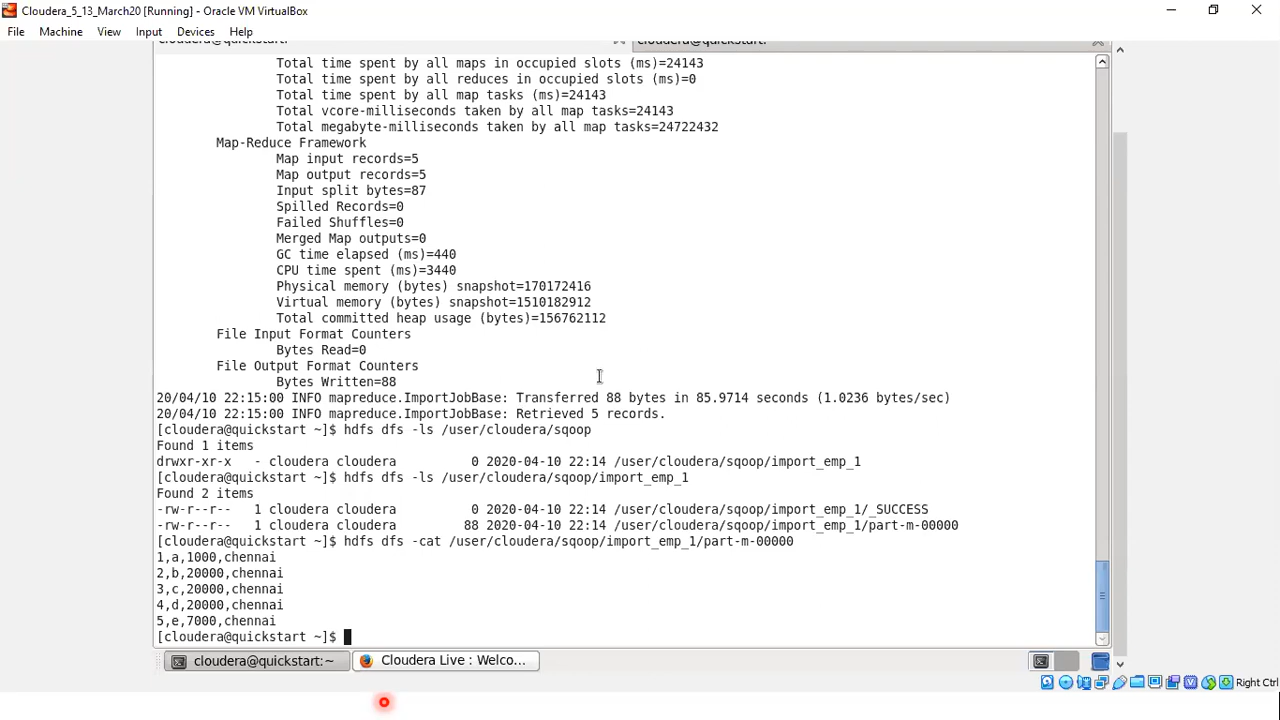 Cloudera_5_13_March20 [Running] - Oracle VM VirtualBox
File Machine View Input Devices Help
cloudera@quickstart: cloudera@quickstart:
Total time spent by all maps in occupied slots (ms)=24143
Total time spent by all reduces in occupied slots (ms)=0
Total time spent by all map tasks (ms)=24143
Total vcore-milliseconds taken by all map tasks=24143
Total megabyte-milliseconds taken by all map tasks=24722432
Map-Reduce Framework
Map input records=5
Map output records=5
Input split bytes=87
Spilled Records=0
Failed Shuffles=0
Merged Map outputs=0
GC time elapsed (ms)=440
CPU time spent (ms)=3440
Physical memory (bytes) snapshot=170172416
Virtual memory (bytes) snapshot=1510182912
Total committed heap usage (bytes)=156762112
File Input Format Counters
Bytes Read=0
File Output Format Counters
Bytes Written=88
20/04/10 22:15:00 INFO mapreduce.ImportJobBase: Transferred 88 bytes in 85.9714 seconds (1.0236 bytes/sec)
20/04/10 22:15:00 INFO mapreduce.ImportJobBase: Retrieved 5 records.
[cloudera@quickstart ~]$ hdfs dfs -ls /user/cloudera/sqoop
Found 1 items
drwxr-xr-x - cloudera cloudera 0 2020-04-10 22:14 /user/cloudera/sqoop/import_emp_1
[cloudera@quickstart ~]$ hdfs dfs -ls /user/cloudera/sqoop/import_emp_1
Found 2 items
-rw-r--r-- 1 cloudera cloudera 0 2020-04-10 22:14 /user/cloudera/sqoop/import_emp_1/_SUCCESS
-rw-r--r-- 1 cloudera cloudera 88 2020-04-10 22:14 /user/cloudera/sqoop/import_emp_1/part-m-00000
[cloudera@quickstart ~]$ hdfs dfs -cat /user/cloudera/sqoop/import_emp_1/part-m-00000
1,a,1000,chennai
2,b,20000,chennai
3,c,20000,chennai
4,d,20000,chennai
5,e,7000,chennai
[cloudera@quickstart ~]$
cloudera@quickstart:~ Cloudera Live : Welco...
Right Ctrl